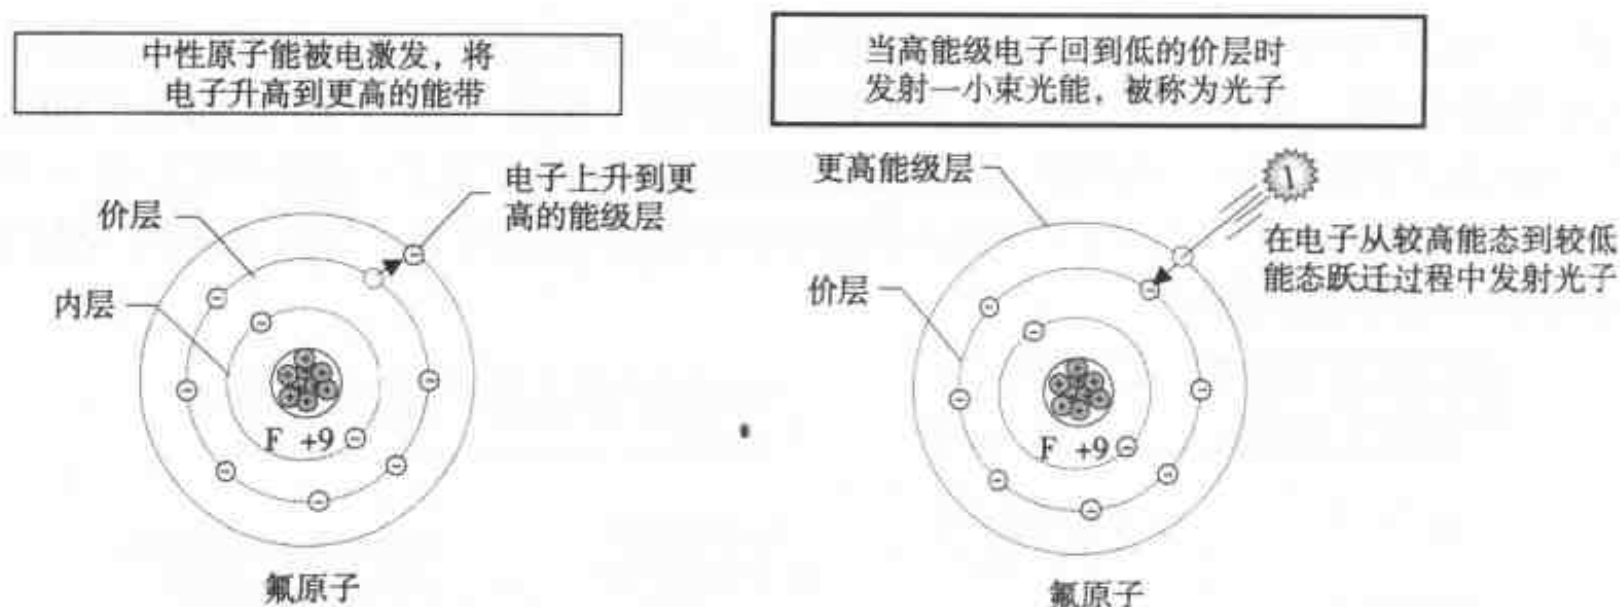 中性原子能被电激发，将
电子升高到更高的能带
电子上升到更
高的能级层
价层
内层
F +9
氟原子
当高能级电子回到低的价层时
发射一小束光能，被称为光子
更高能级层
1
在电子从较高能态到较低
能态跃迁过程中发射光子
价层
F +9
氟原子